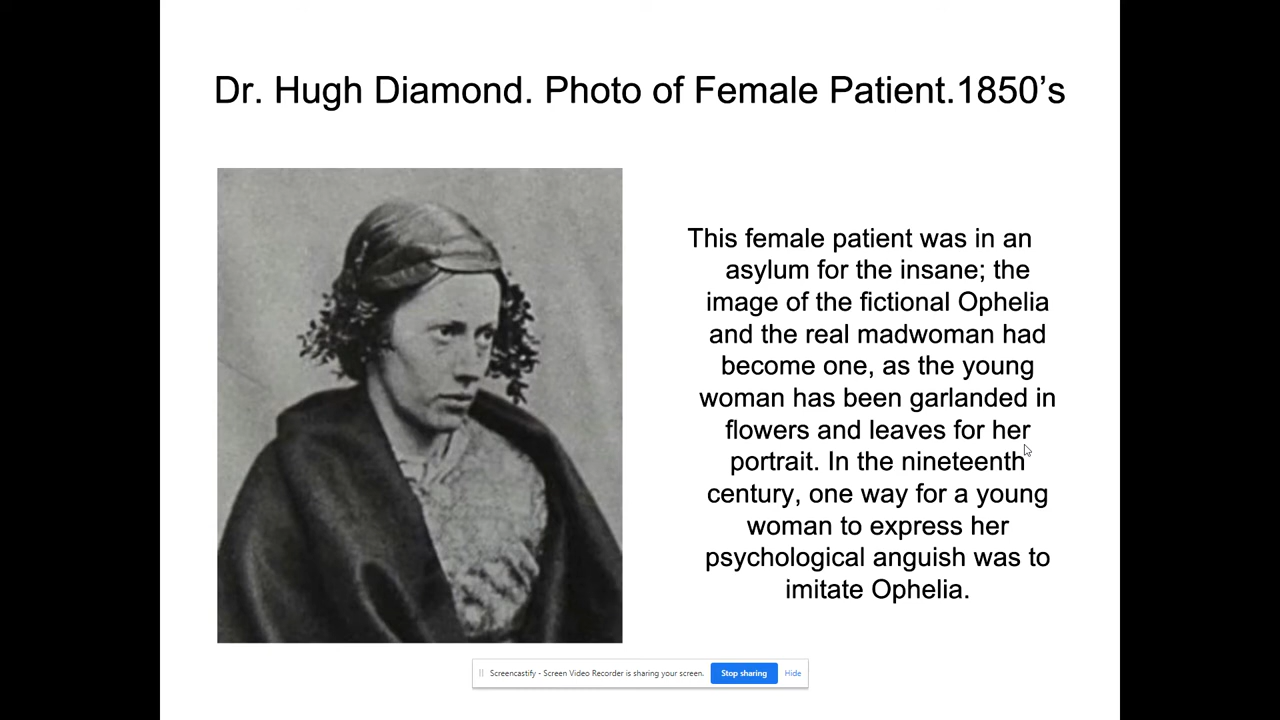 Dr. Hugh Diamond. Photo of Female Patient.1850’s
This female patient was in an
asylum for the insane; the
image of the fictional Ophelia
and the real madwoman had
become one, as the young
woman has been garlanded in
flowers and leaves for her
portrait. In the nineteenth
century, one way for a young
woman to express her
psychological anguish was to
imitate Ophelia.
Screencastify - Screen Video Recorder is sharing your screen. Stop sharing Hide